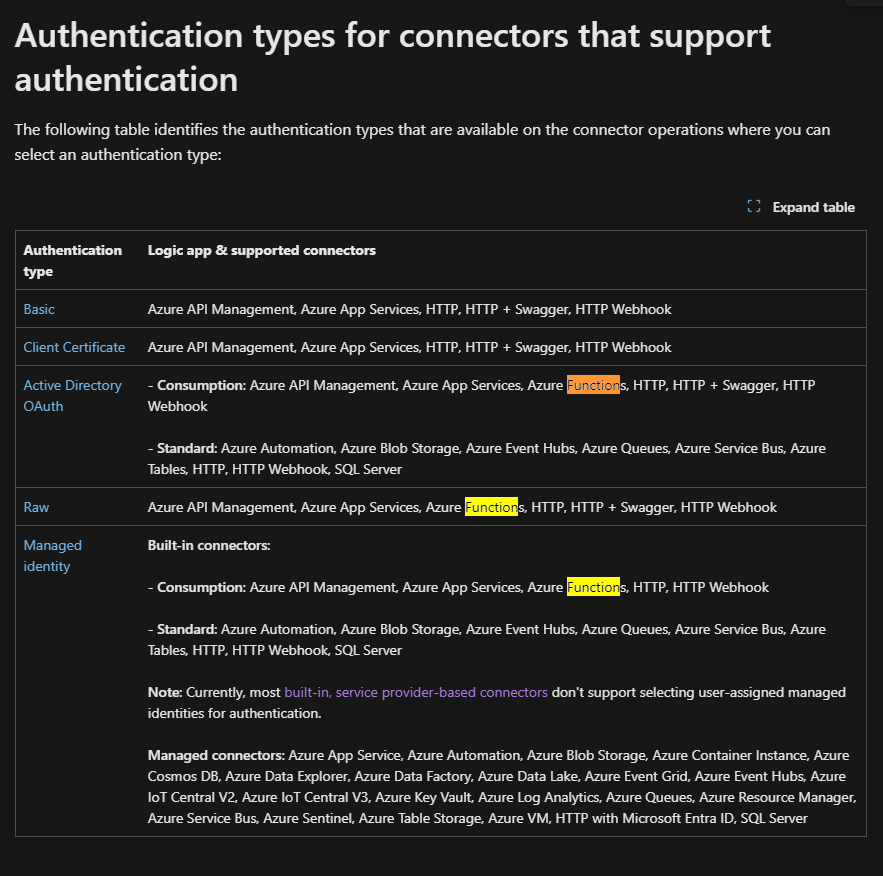 Authentication types for connectors that support
authentication
The following table identifies the authentication types that are available on the connector operations where you can
select an authentication type:
Expand table
Authentication type
Logic app & supported connectors
Basic
Azure API Management, Azure App Services, HTTP, HTTP + Swagger, HTTP Webhook
Client Certificate
Azure API Management, Azure App Services, HTTP, HTTP + Swagger, HTTP Webhook
Active Directory
OAuth
- Consumption: Azure API Management, Azure App Services, Azure Functions, HTTP, HTTP + Swagger, HTTP
Webhook
- Standard: Azure Automation, Azure Blob Storage, Azure Event Hubs, Azure Queues, Azure Service Bus, Azure
Tables, HTTP, HTTP Webhook, SQL Server
Raw
Azure API Management, Azure App Services, Azure Functions, HTTP, HTTP + Swagger, HTTP Webhook
Managed
identity
Built-in connectors:
- Consumption: Azure API Management, Azure App Services, Azure Functions, HTTP, HTTP Webhook
- Standard: Azure Automation, Azure Blob Storage, Azure Event Hubs, Azure Queues, Azure Service Bus, Azure
Tables, HTTP, HTTP Webhook, SQL Server
Note: Currently, most built-in, service provider-based connectors don't support selecting user-assigned managed
identities for authentication.
Managed connectors: Azure App Service, Azure Automation, Azure Blob Storage, Azure Container Instance, Azure
Cosmos DB, Azure Data Explorer, Azure Data Factory, Azure Data Lake, Azure Event Grid, Azure Event Hubs, Azure
IoT Central V2, Azure IoT Central V3, Azure Key Vault, Azure Log Analytics, Azure Queues, Azure Resource Manager,
Azure Service Bus, Azure Sentinel, Azure Table Storage, Azure VM, HTTP with Microsoft Entra ID, SQL Server